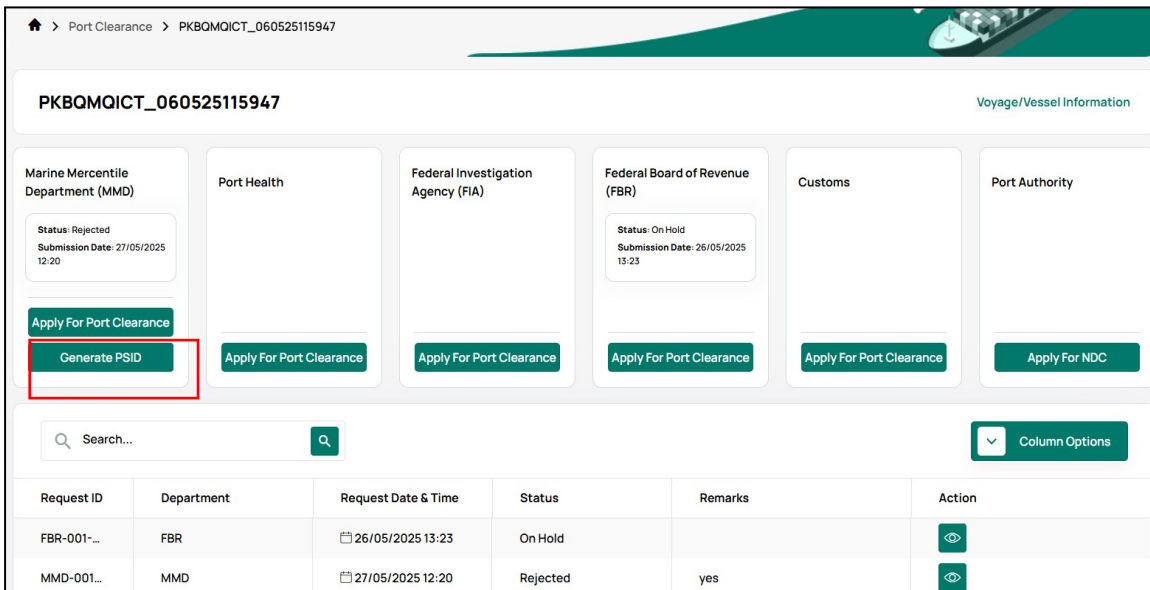 Port Clearance > PKBQMQICT_060525115947
PKBQMQICT_060525115947
Voyage/Vessel Information
Marine Mercentile
Department (MMD)
Status: Rejected
Submission Date: 27/05/2025
12:20
Apply For Port Clearance
Generate PSID
Port Health
Apply For Port Clearance
Federal Investigation
Agency (FIA)
Apply For Port Clearance
Federal Board of Revenue
(FBR)
Status: On Hold
Submission Date: 26/05/2025
13:23
Apply For Port Clearance
Customs
Apply For Port Clearance
Port Authority
Apply For NDC
Search...
Column Options
Request ID Department Request Date & Time Status Remarks Action
FBR-001-... FBR 26/05/2025 13:23 On Hold
MMD-001... MMD 27/05/2025 12:20 Rejected yes